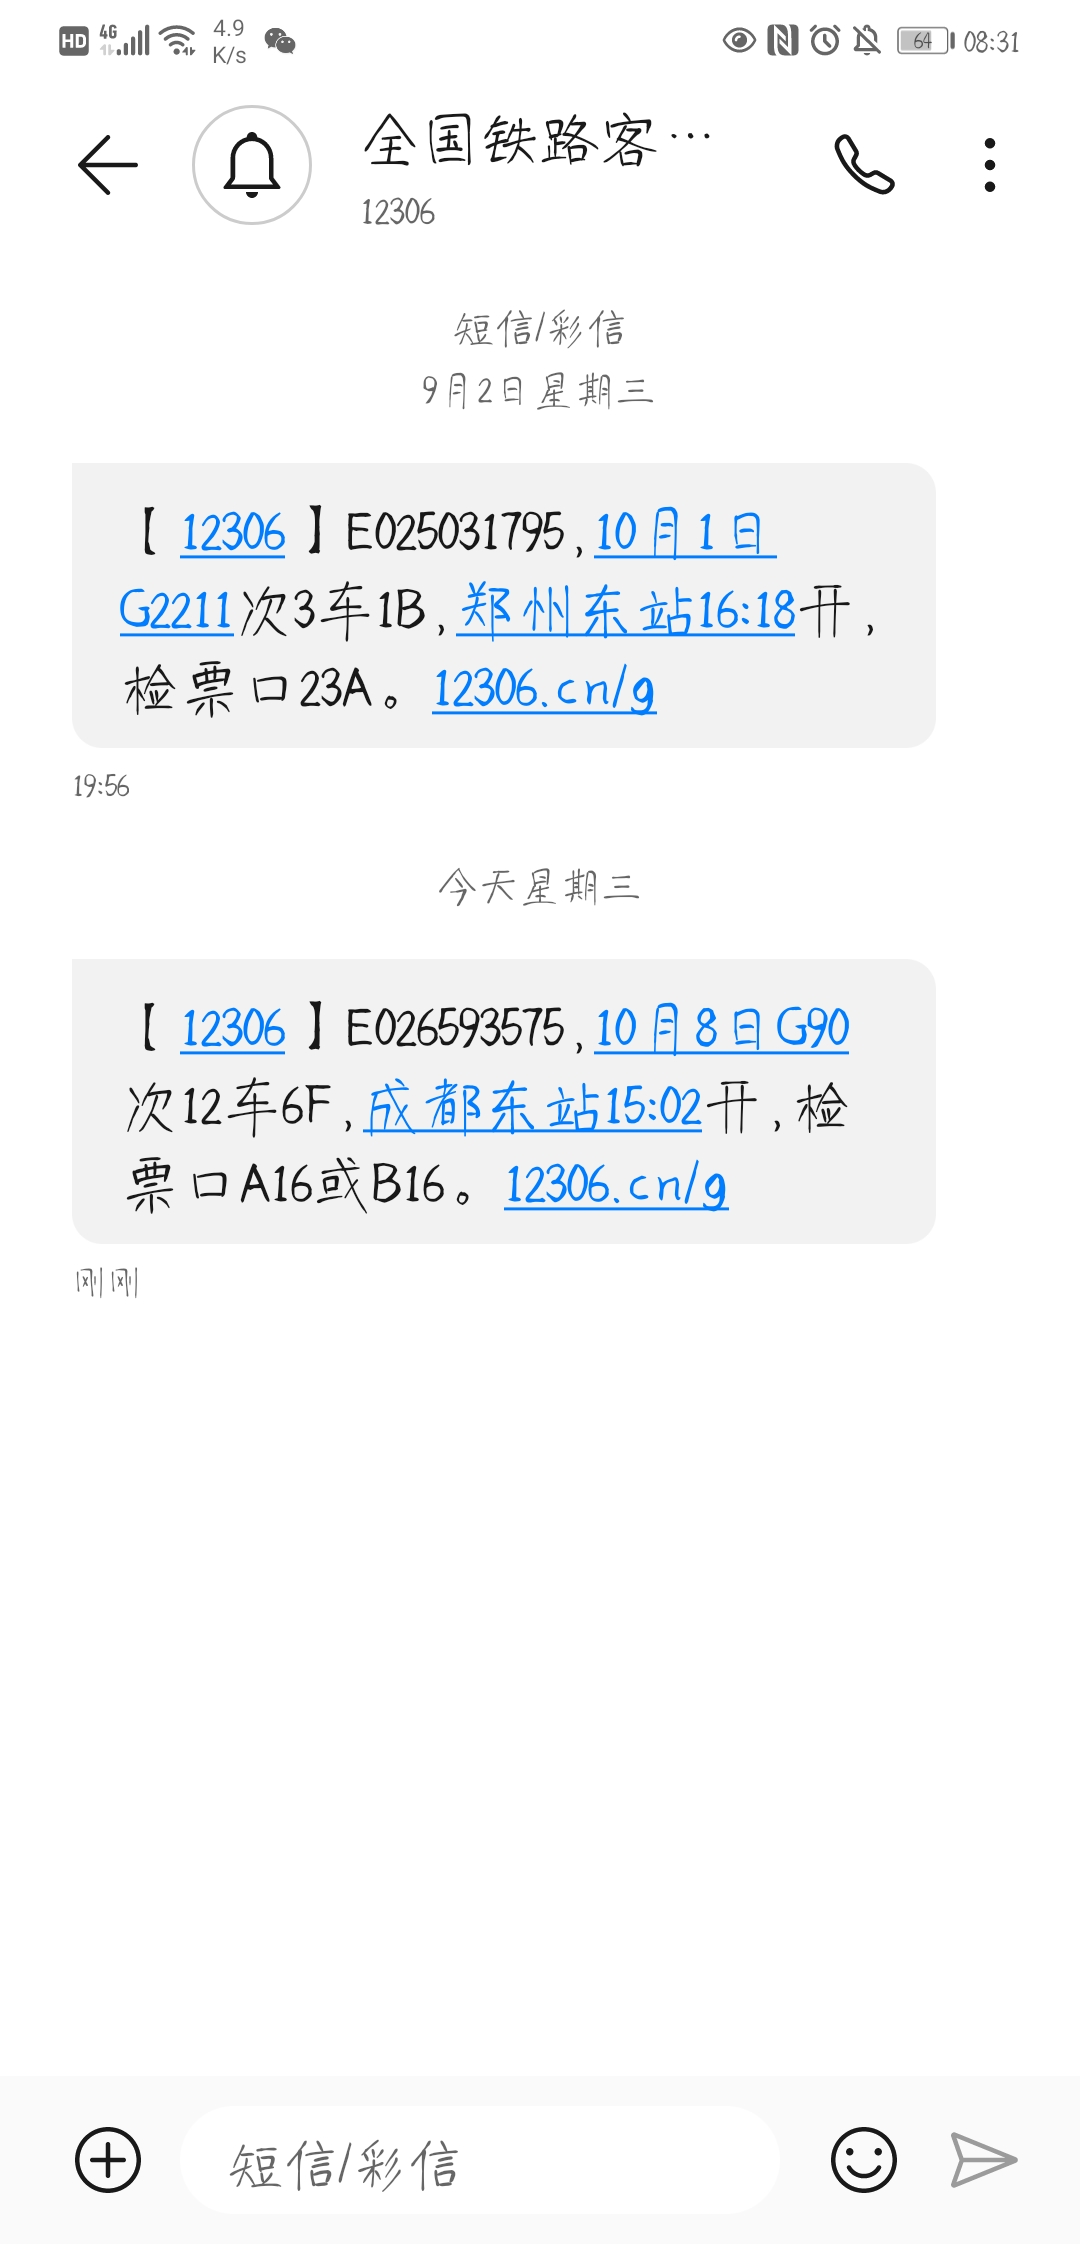 HD 4G 4.9 K/s 64 08:31
全国铁路客…
12306
短信/彩信
9月2日星期三
【12306】E025031795,10月1日
G2211次3车1B,郑州东站16:18开,
检票口23A。12306.cn/g
19:56
今天星期三
【12306】E026593575,10月8日G90
次12车6F,成都东站15:02开,检
票口A16或B16。12306.cn/g
刚刚
短信/彩信